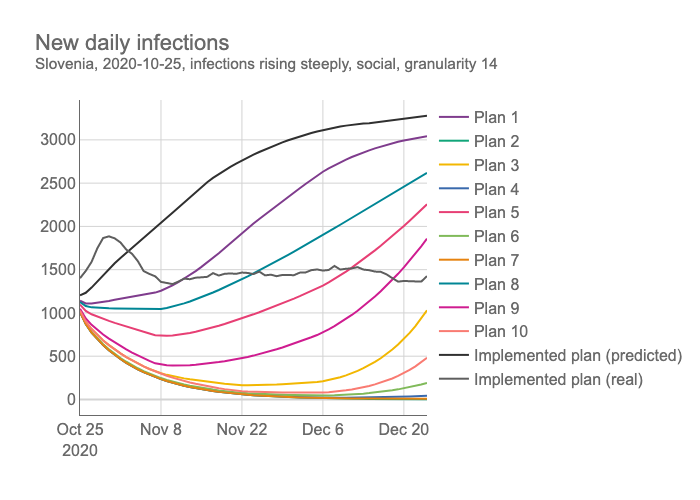 New daily infections
Slovenia, 2020-10-25, infections rising steeply, social, granularity 14
3000
2500
2000
1500
1000
500
0
Oct 25
2020
Nov 8
Nov 22
Dec 6
Dec 20
Plan 1
Plan 2
Plan 3
Plan 4
Plan 5
Plan 6
Plan 7
Plan 8
Plan 9
Plan 10
Implemented plan (predicted)
Implemented plan (real)